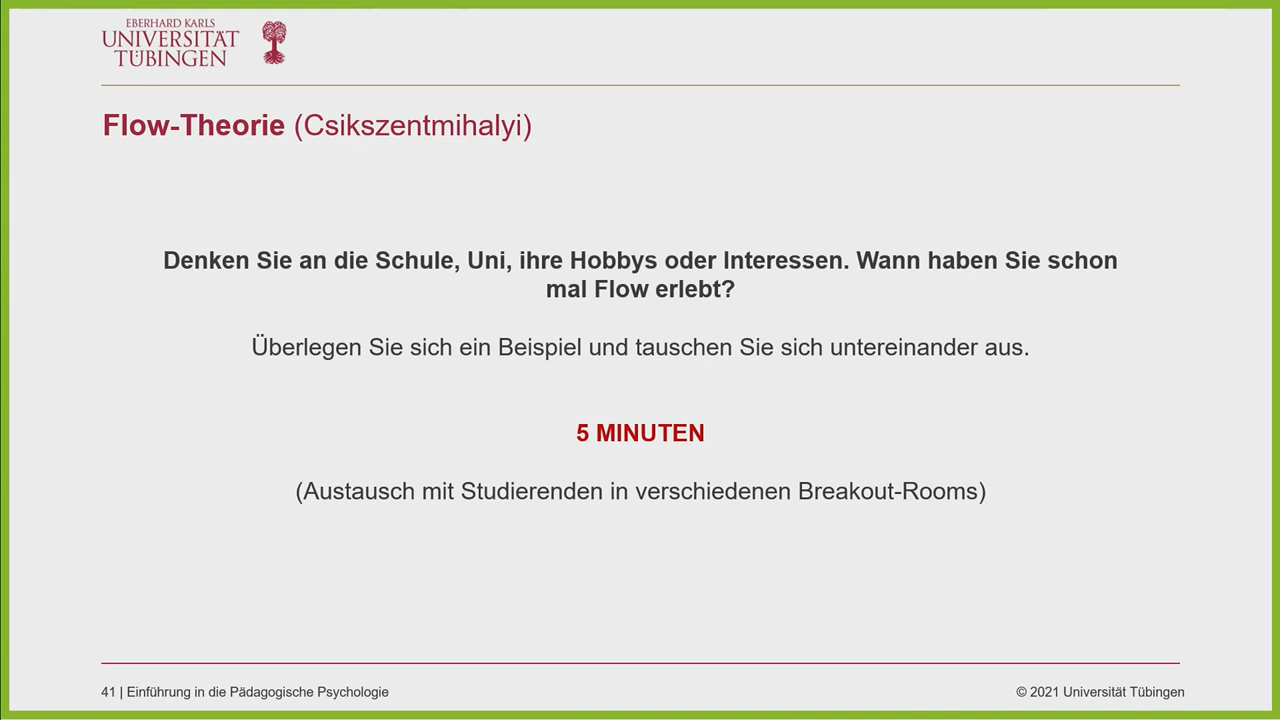 EBERHARD KARLS
UNIVERSITÄT
TÜBINGEN
Flow-Theorie (Csikszentmihalyi)
Denken Sie an die Schule, Uni, ihre Hobbys oder Interessen. Wann haben Sie schon
mal Flow erlebt?
Überlegen Sie sich ein Beispiel und tauschen Sie sich untereinander aus.
5 MINUTEN
(Austausch mit Studierenden in verschiedenen Breakout-Rooms)
41 | Einführung in die Pädagogische Psychologie
© 2021 Universität Tübingen